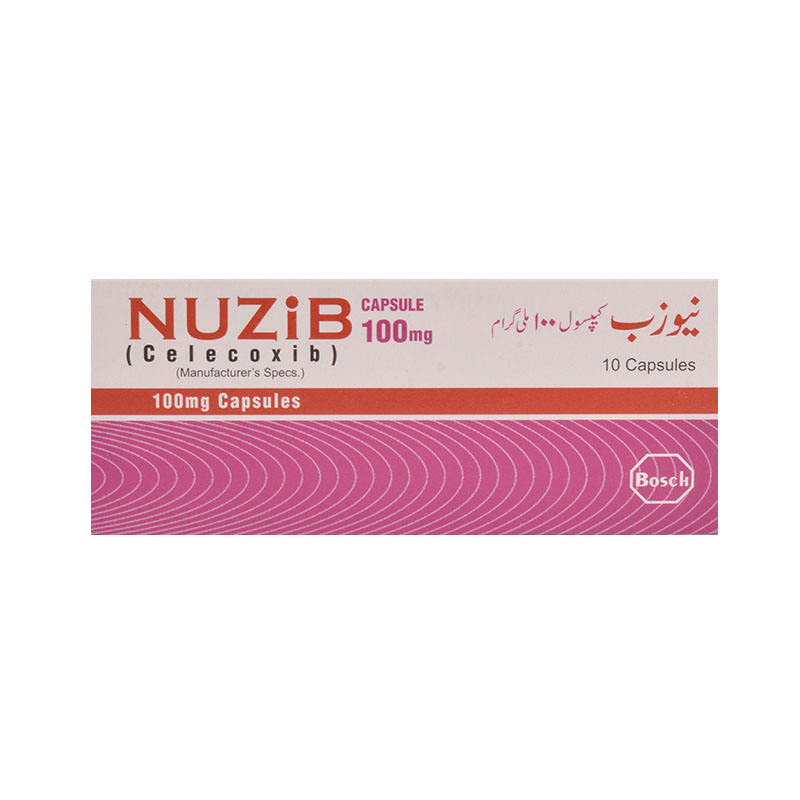 NUZiB CAPSULE 100mg
(Celecoxib)
(Manufacturer's Specs.)
نیوزب کیپسول ۱۰۰ ملی گرام
10 Capsules
100mg Capsules
Bosch